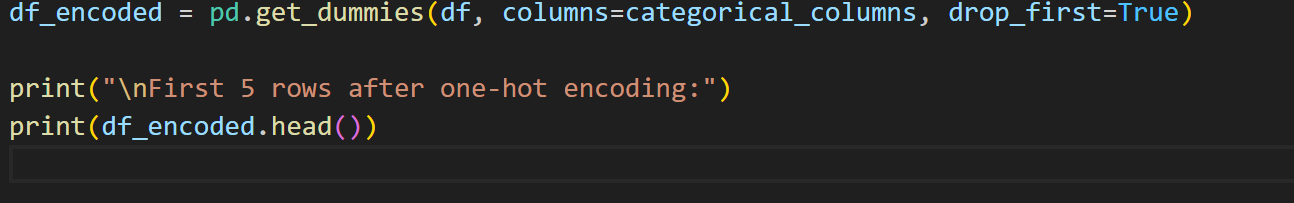 df_encoded = pd.get_dummies(df, columns=categorical_columns, drop_first=True)
print("\nFirst 5 rows after one-hot encoding:")
print(df_encoded.head())